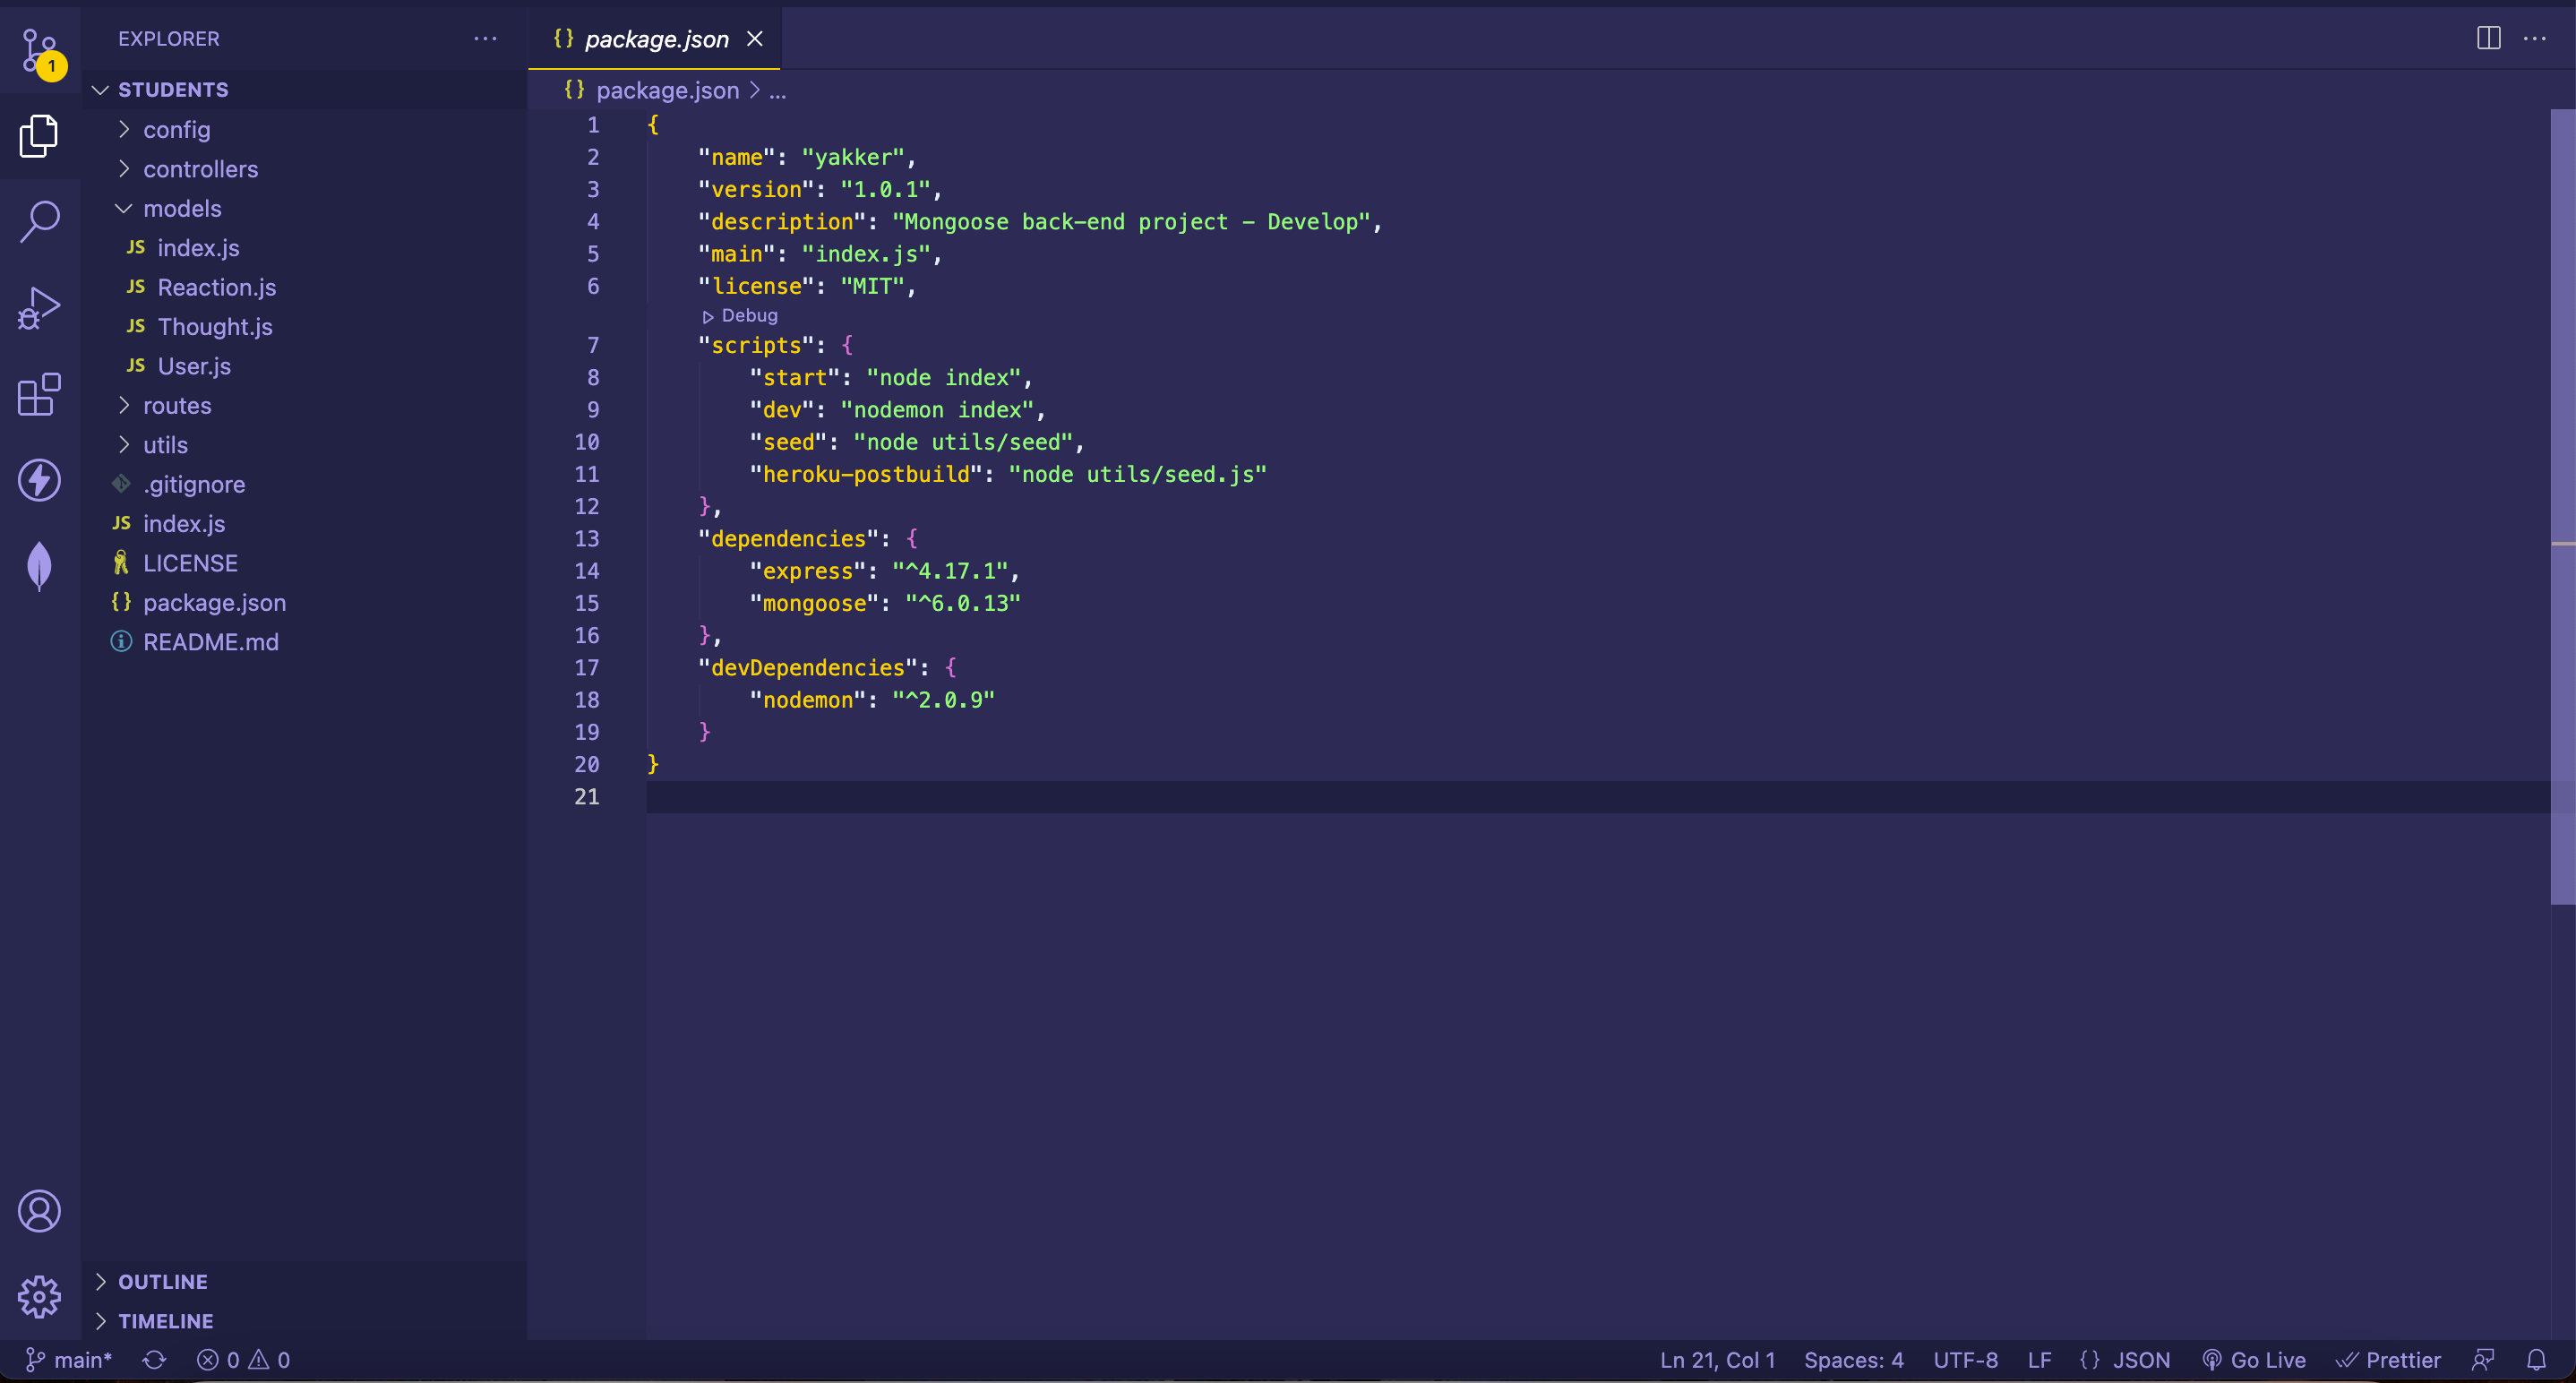 1
EXPLORER
STUDENTS
config
controllers
models
JS index.js
JS Reaction.js
JS Thought.js
JS User.js
routes
utils
.gitignore
JS index.js
LICENSE
{} package.json
README.md
OUTLINE
TIMELINE
{} package.json
{} package.json > ...
1 {
2 "name": "yakker",
3 "version": "1.0.1",
4 "description": "Mongoose back-end project - Develop",
5 "main": "index.js",
6 "license": "MIT",
Debug
7 "scripts": {
8 "start": "node index",
9 "dev": "nodemon index",
10 "seed": "node utils/seed",
11 "heroku-postbuild": "node utils/seed.js"
12 },
13 "dependencies": {
14 "express": "^4.17.1",
15 "mongoose": "^6.0.13"
16 },
17 "devDependencies": {
18 "nodemon": "^2.0.9"
19 }
20 }
21
main* 0 0 Ln 21, Col 1 Spaces: 4 UTF-8 LF {} JSON Go Live Prettier